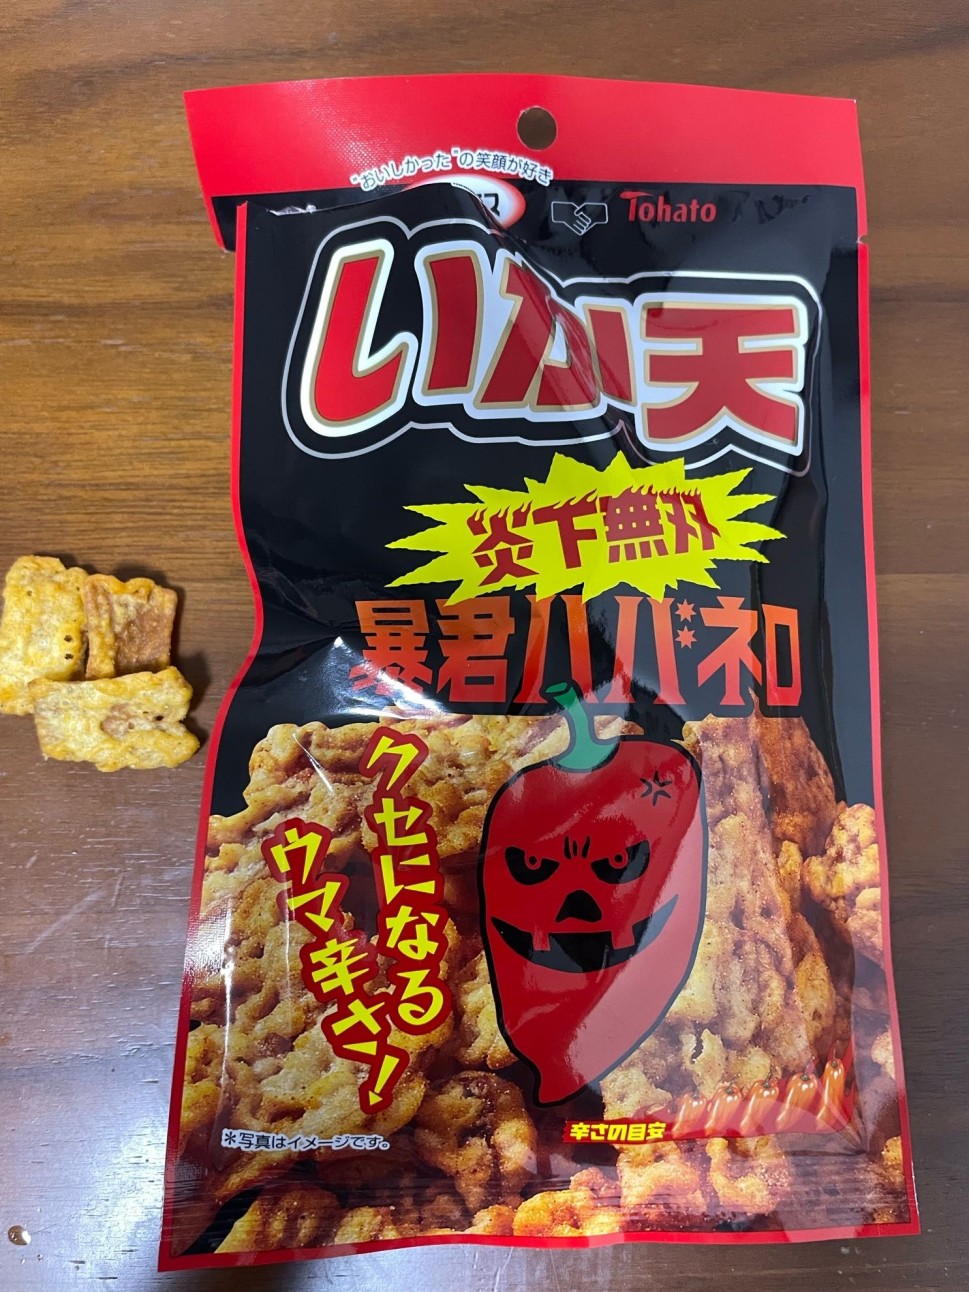 "おいしかった"の笑顔が好き
Tohato
いか天
炎下無双
暴君ハバネロ
クセになる
ウマ辛さ!
*写真はイメージです。
辛さの目安